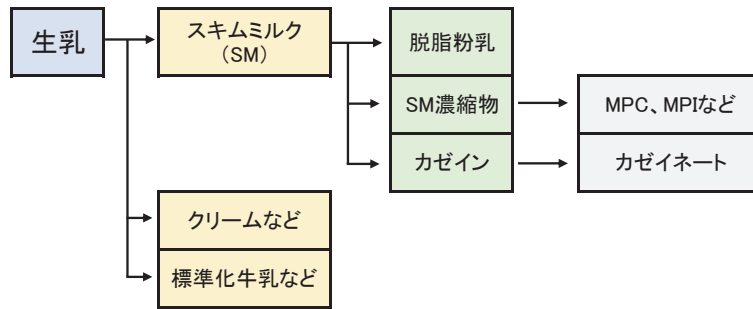 生乳
スキムミルク
（SM）
脱脂粉乳
SM濃縮物
MPC、MPIなど
カゼイン
カゼイネート
クリームなど
標準化牛乳など